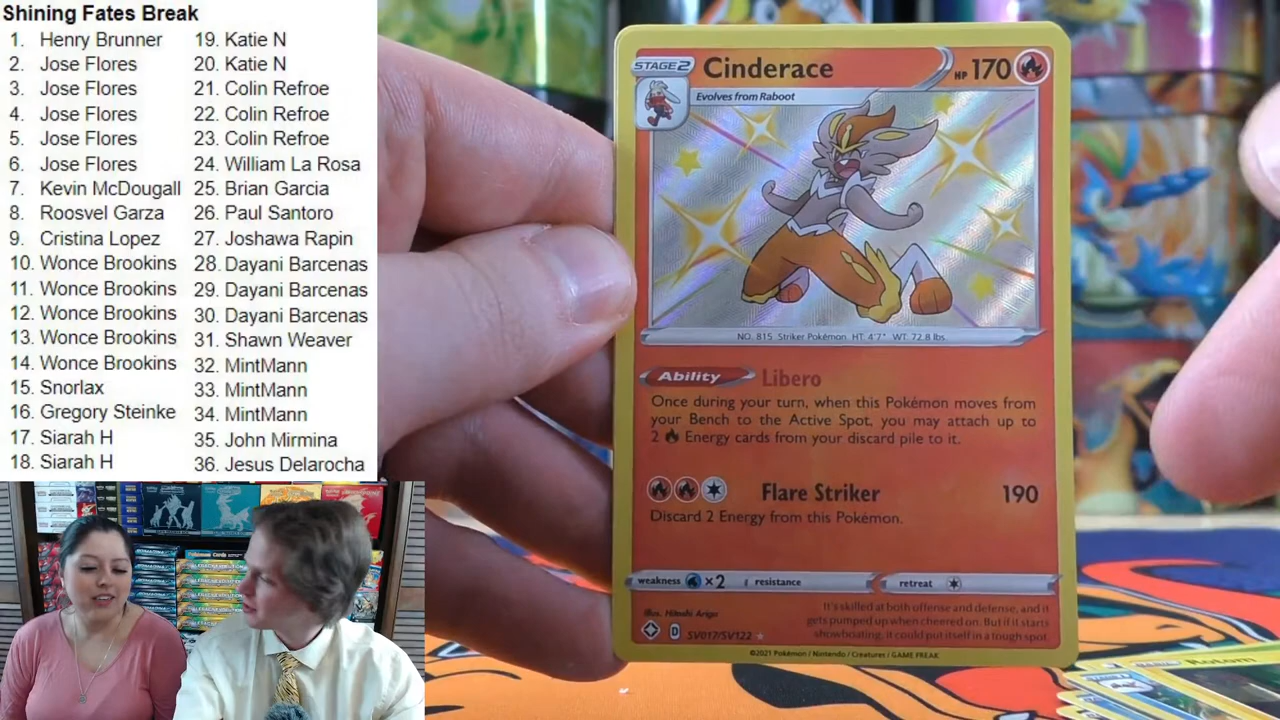 Shining Fates Break
1. Henry Brunner
2. Jose Flores
3. Jose Flores
4. Jose Flores
5. Jose Flores
6. Jose Flores
7. Kevin McDougall
8. Roosvel Garza
9. Cristina Lopez
10. Wonce Brookins
11. Wonce Brookins
12. Wonce Brookins
13. Wonce Brookins
14. Wonce Brookins
15. Snorlax
16. Gregory Steinke
17. Siarah H
18. Siarah H
19. Katie N
20. Katie N
21. Colin Refroe
22. Colin Refroe
23. Colin Refroe
24. William La Rosa
25. Brian Garcia
26. Paul Santoro
27. Joshawa Rapin
28. Dayani Barcenas
29. Dayani Barcenas
30. Dayani Barcenas
31. Shawn Weaver
32. MintMann
33. MintMann
34. MintMann
35. John Mirmina
36. Jesus Delarocha
STAGE 2 Cinderace HP 170
Evolves from Raboot
NO. 815 Striker Pokémon HT: 4'7" WT: 72.8 lbs.
Ability Libero
Once during your turn, when this Pokémon moves from
your Bench to the Active Spot, you may attach up to
2 Energy cards from your discard pile to it.
Flare Striker 190
Discard 2 Energy from this Pokémon.
weakness ×2 resistance retreat
Illus. Hitoshi Ariga
D SV017/SV122
It's skilled at both offense and defense, and it
gets pumped up when cheered on. But if it starts
showboating, it could put itself in a tough spot.
©2021 Pokémon / Nintendo / Creatures / GAME FREAK
Rotom